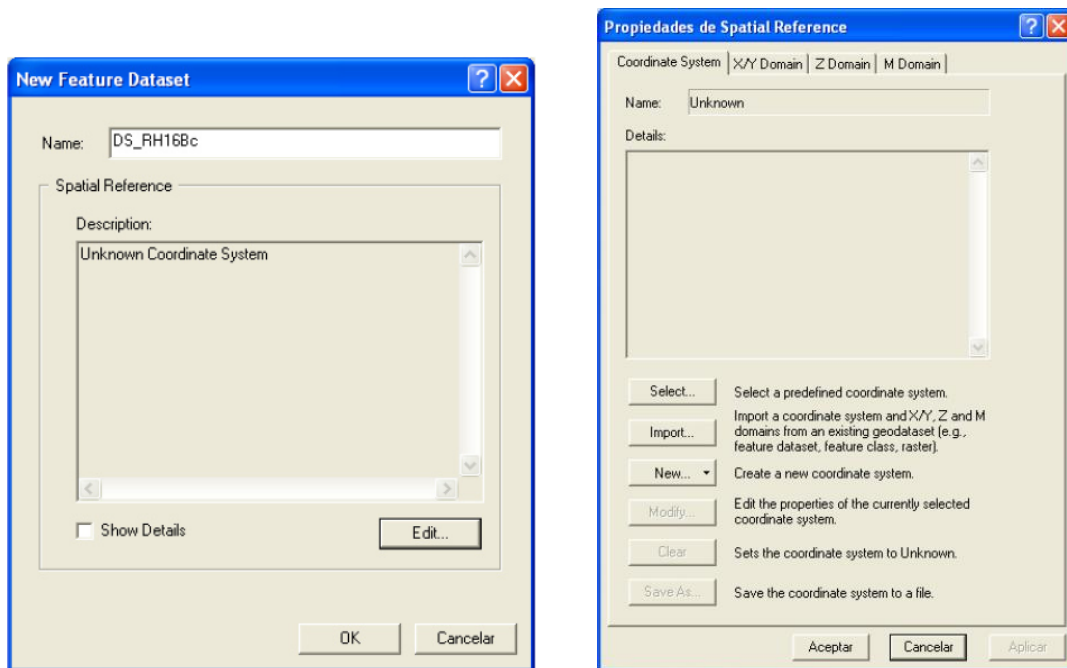 New Feature Dataset
Name: DS_RH16Bc
Spatial Reference
Description:
Unknown Coordinate System
Show Details
Edit...
OK Cancelar
Propiedades de Spatial Reference
Coordinate System X/Y Domain Z Domain M Domain
Name: Unknown
Details:
Select... Select a predefined coordinate system.
Import... Import a coordinate system and X/Y, Z and M
domains from an existing geodataset (e.g.,
feature dataset, feature class, raster).
New... Create a new coordinate system.
Modify... Edit the properties of the currently selected
coordinate system.
Clear Sets the coordinate system to Unknown.
Save As... Save the coordinate system to a file.
Aceptar Cancelar Aplicar